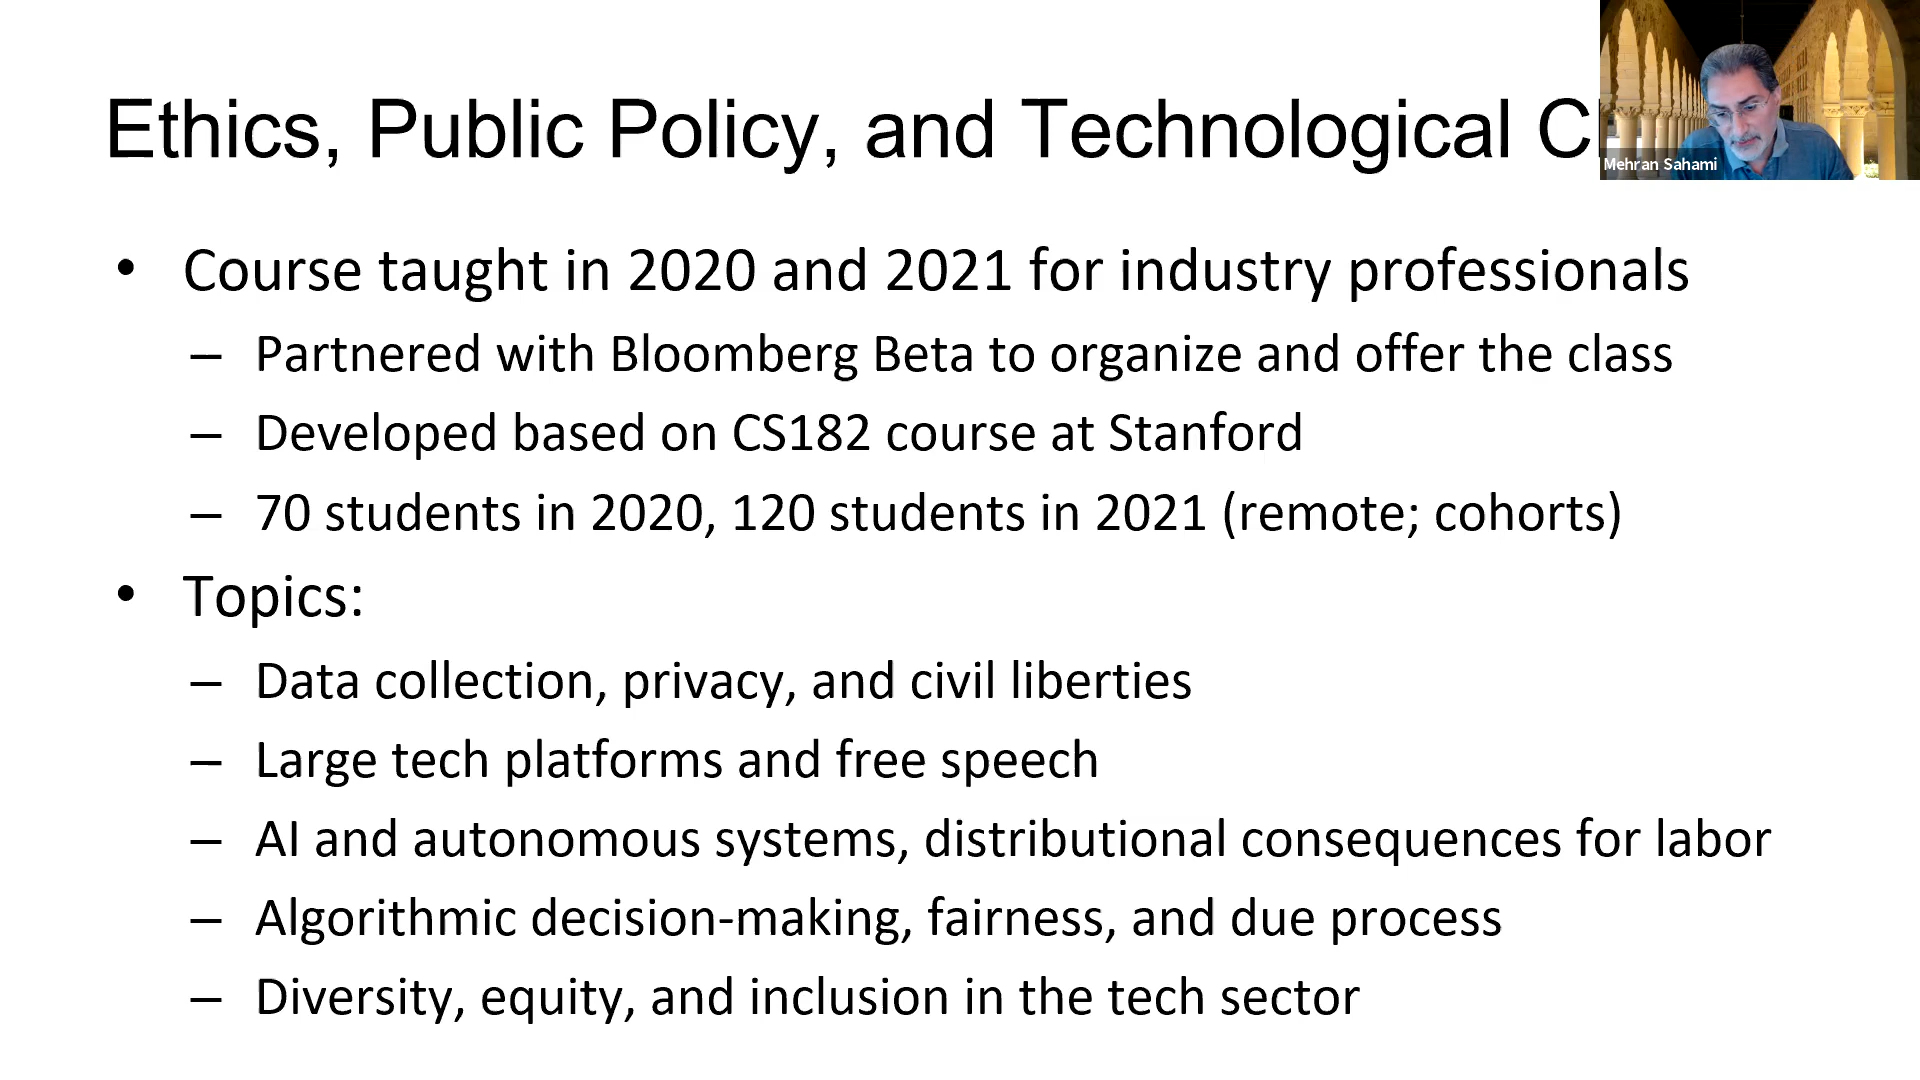 Ethics, Public Policy, and Technological C
Mehran Sahami
• Course taught in 2020 and 2021 for industry professionals
– Partnered with Bloomberg Beta to organize and offer the class
– Developed based on CS182 course at Stanford
– 70 students in 2020, 120 students in 2021 (remote; cohorts)
• Topics:
– Data collection, privacy, and civil liberties
– Large tech platforms and free speech
– AI and autonomous systems, distributional consequences for labor
– Algorithmic decision-making, fairness, and due process
– Diversity, equity, and inclusion in the tech sector